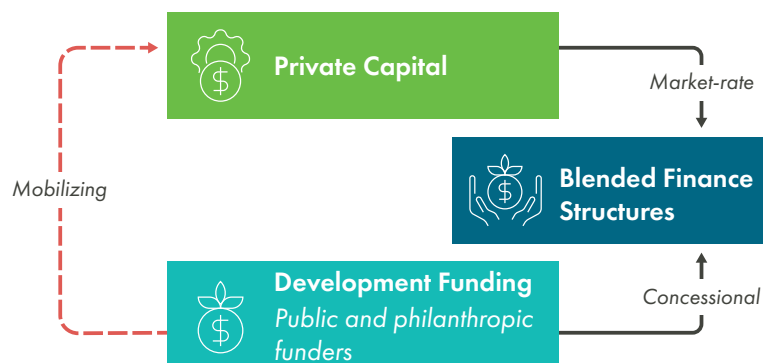 Private Capital
$
Market-rate
Mobilizing
$
Blended Finance
Structures
Development Funding
Public and philanthropic
funders
$
Concessional